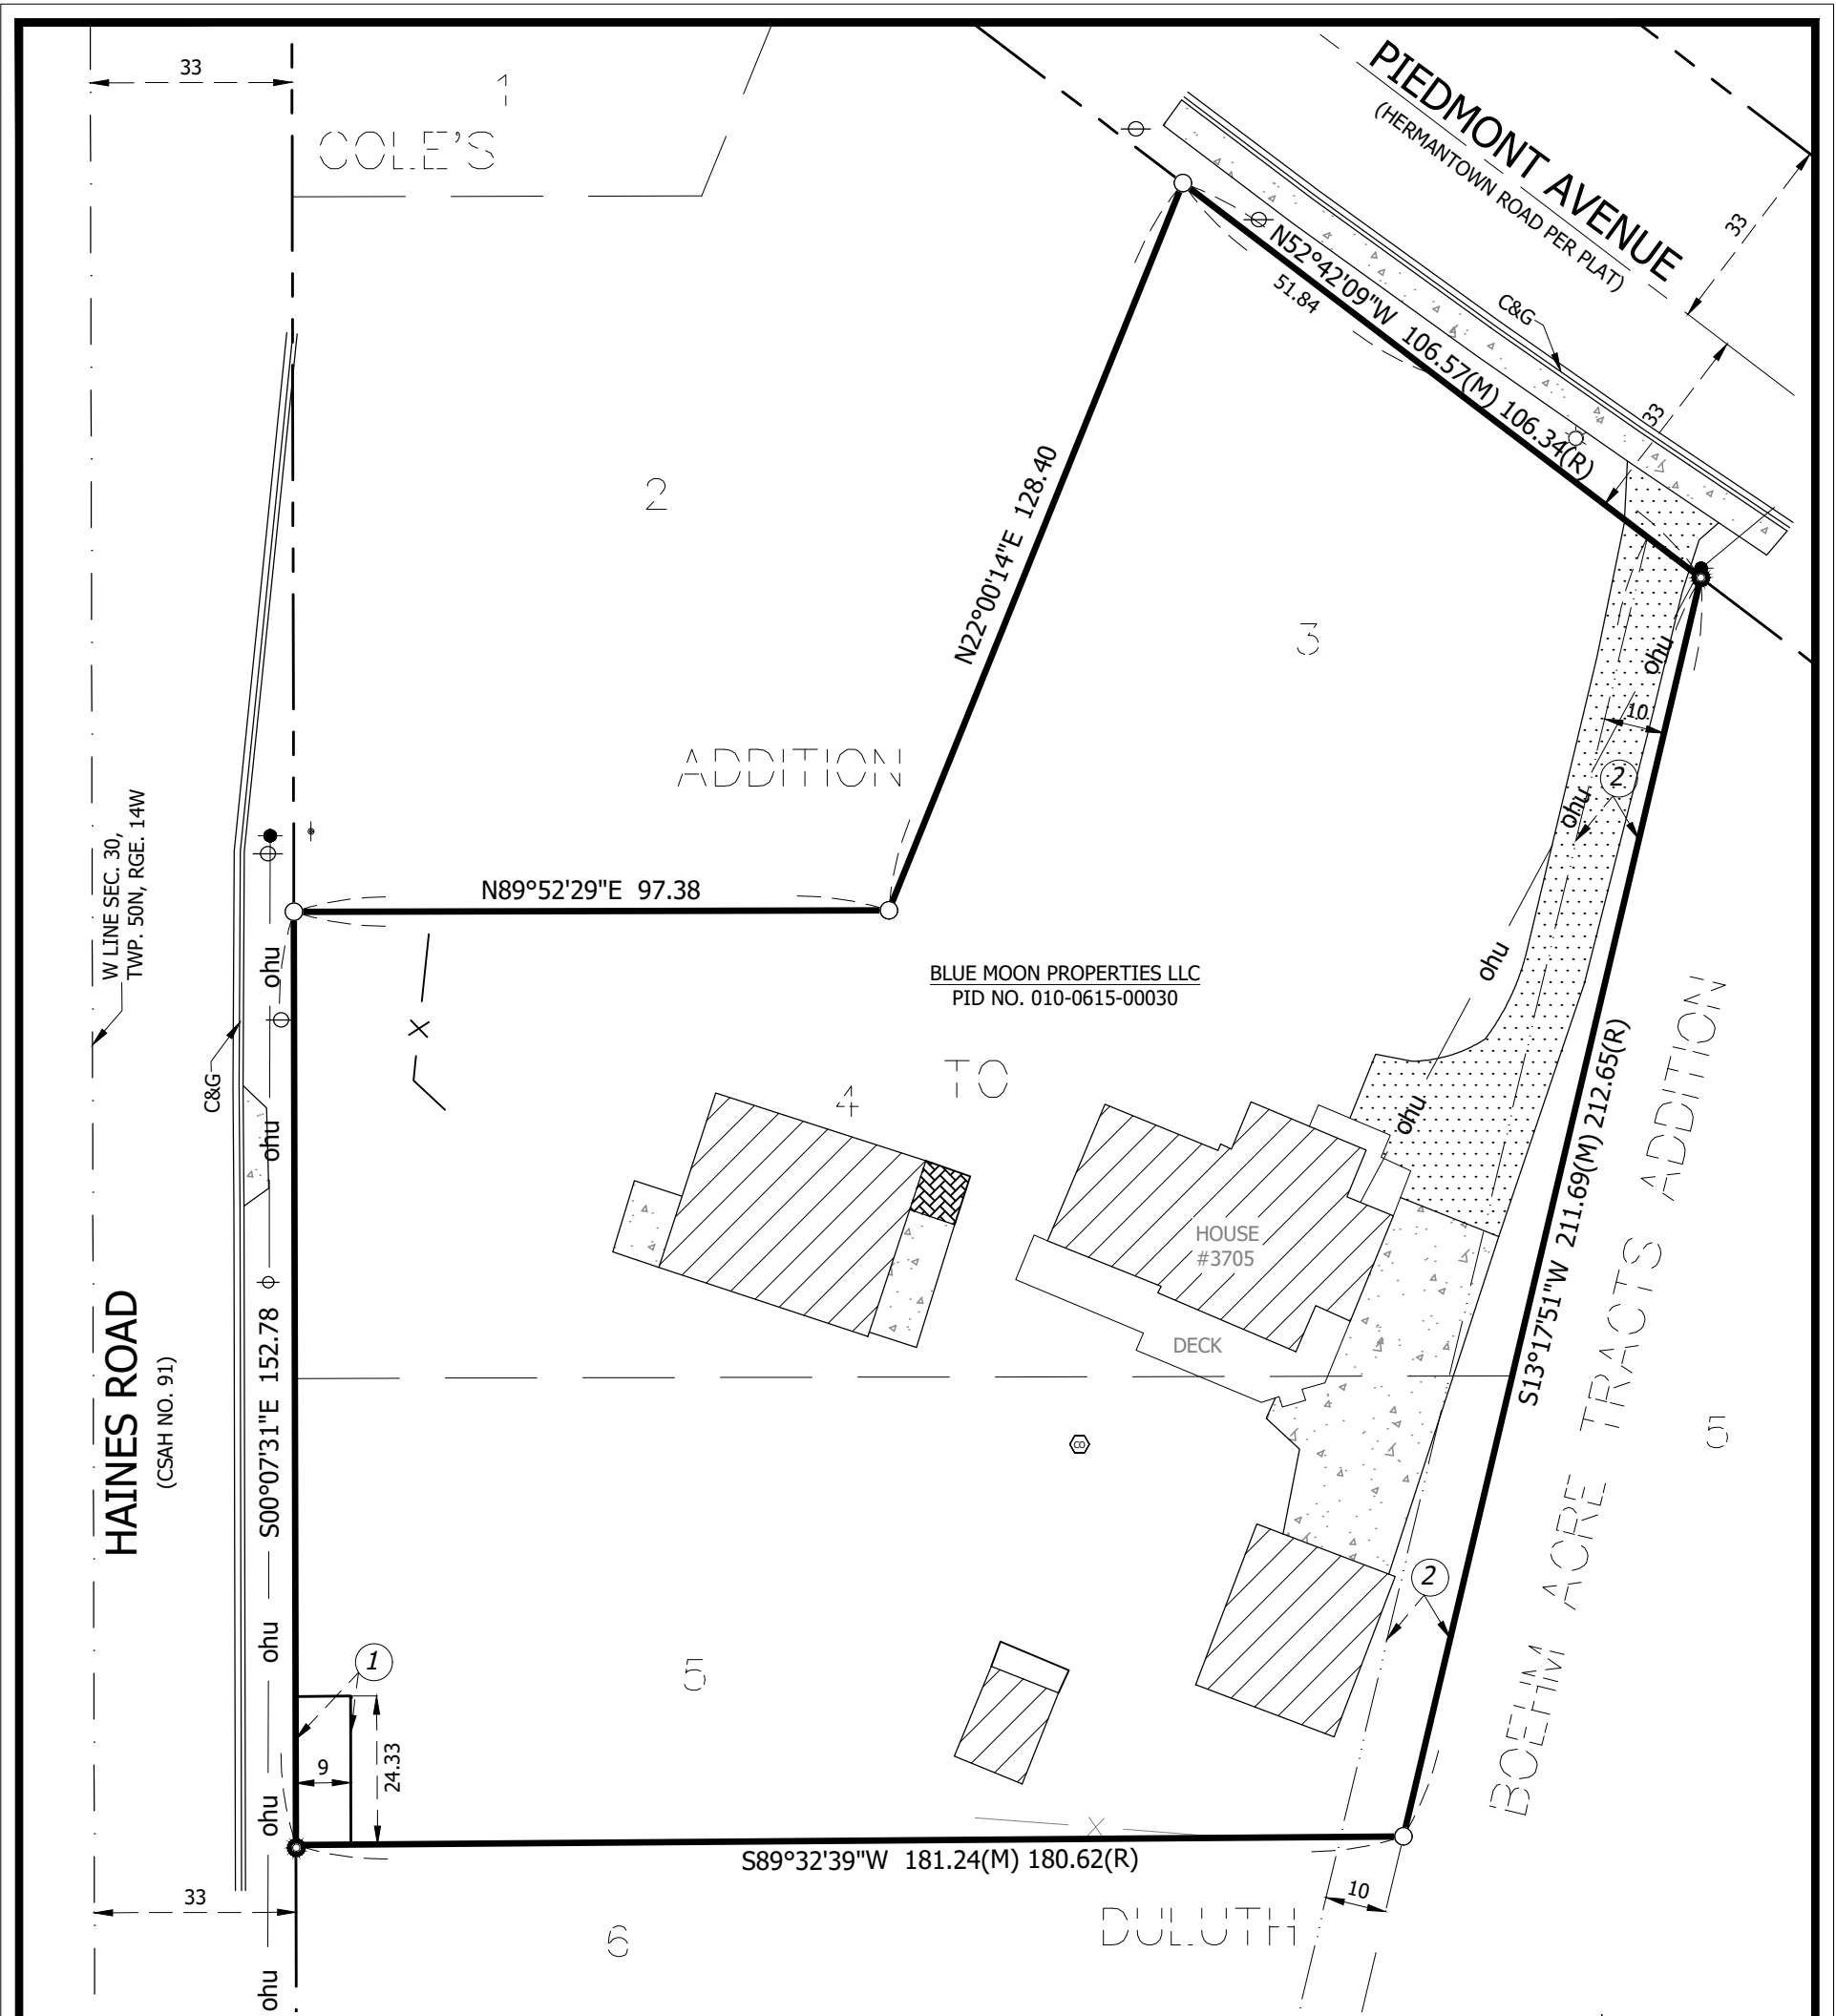 33
1
COLE'S
PIEDMONT AVENUE
(HERMANTOWN ROAD PER PLAT)
33
N52°42'09"W 106.57(M) 106.34(R)
51.84
C&G
33
2
N22°00'14"E 128.40
3
ohu
10
2
ohu
ADDITION
W LINE SEC. 30,
TWP. 50N, RGE. 14W
N89°52'29"E 97.38
ohu
ohu
BLUE MOON PROPERTIES LLC
PID NO. 010-0615-00030
X
C&G
TO
4
ohu
ohu
S13°17'51"W 211.69(M) 212.65(R)
BOEHM ACRE TRACTS ADDITION
HOUSE
#3705
DECK
HAINES ROAD
(CSAH NO. 91)
S00°07'31"E 152.78
5
CO
2
ohu
1
5
9
24.33
ohu
X
S89°32'39"W 181.24(M) 180.62(R)
33
10
6
DULUTH
ohu